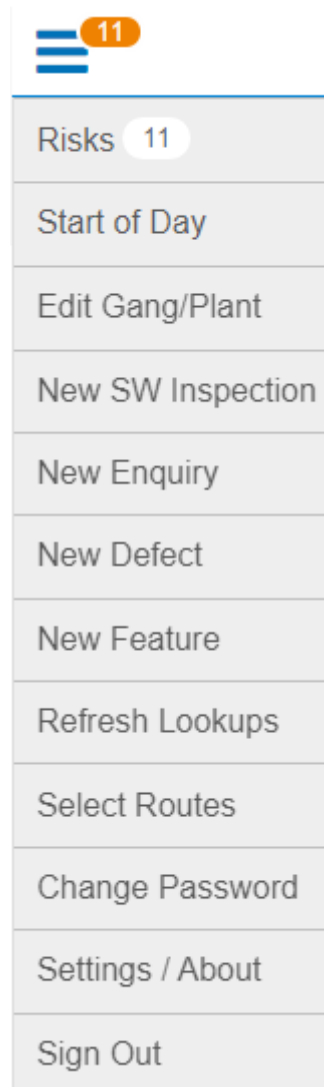 11
Risks 11
Start of Day
Edit Gang/Plant
New SW Inspection
New Enquiry
New Defect
New Feature
Refresh Lookups
Select Routes
Change Password
Settings / About
Sign Out